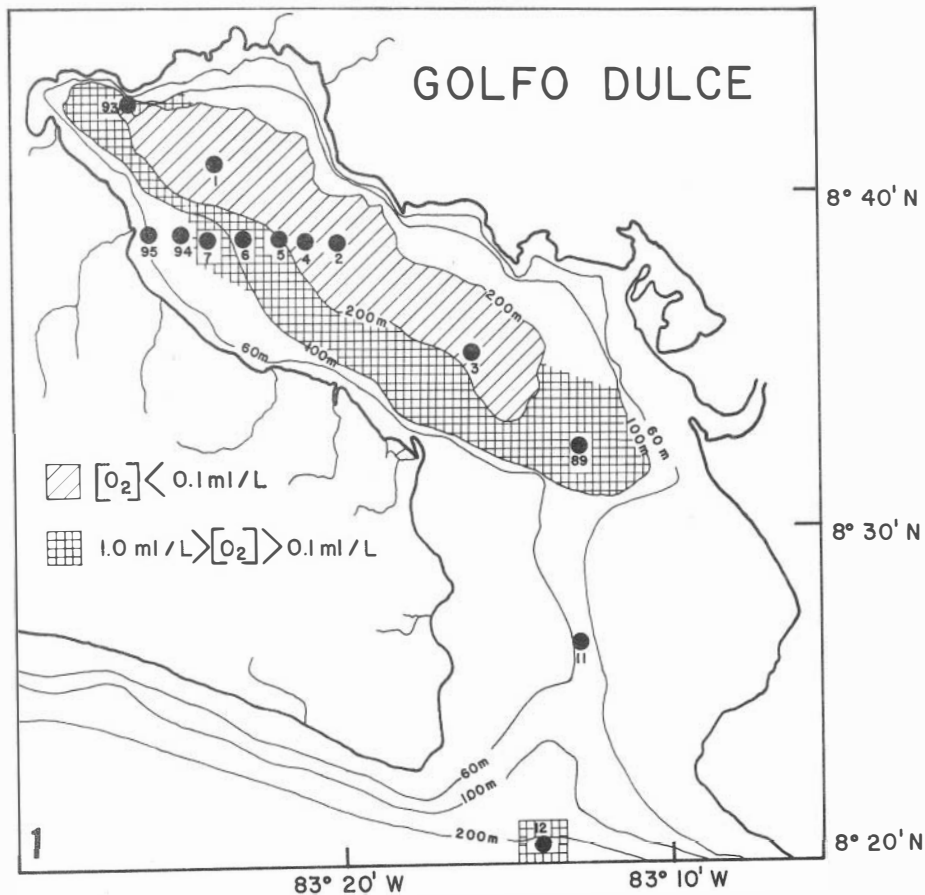 GOLFO DULCE
93
1
8° 40' N
95
94
7
6
5
4
2
200m
200m
60m
100m
3
60m
100m
89
[O₂] < 0.1 ml/L
1.0 ml/L > [O₂] > 0.1 ml/L
8° 30' N
11
60m
100m
200m
12
8° 20' N
1
83° 20' W
83° 10' W